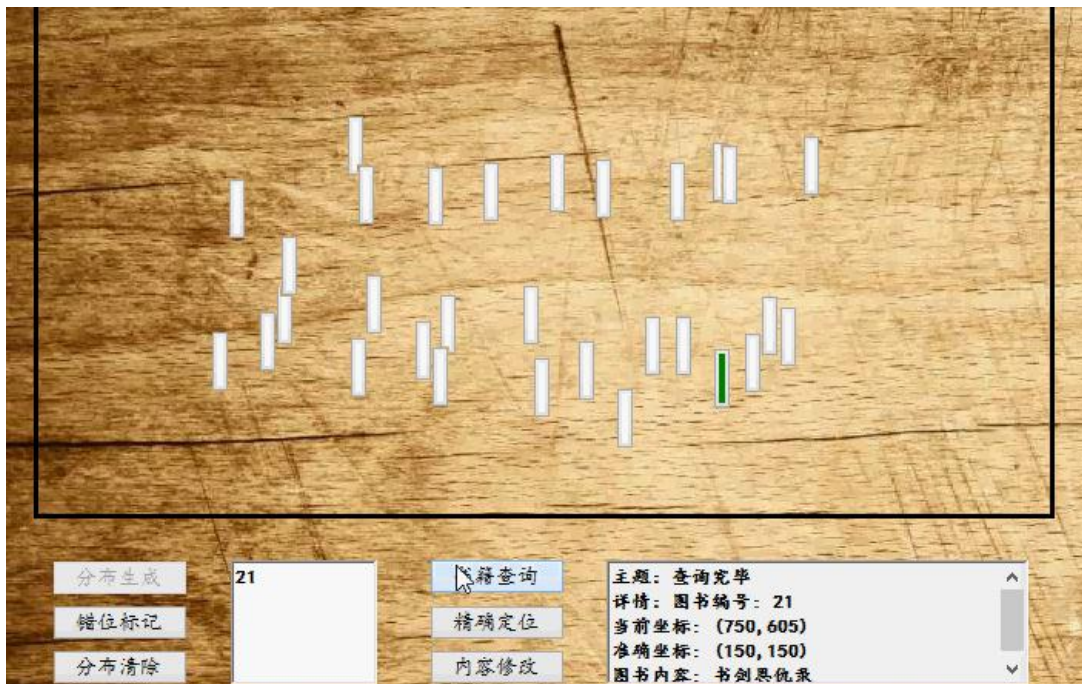 分布生成
21
籍查询
错位标记
精确定位
分布清除
内容修改
主题: 查询完毕
详情: 图书编号: 21
当前坐标: (750,605)
准确坐标: (150,150)
图书内容: 书剑恩仇录